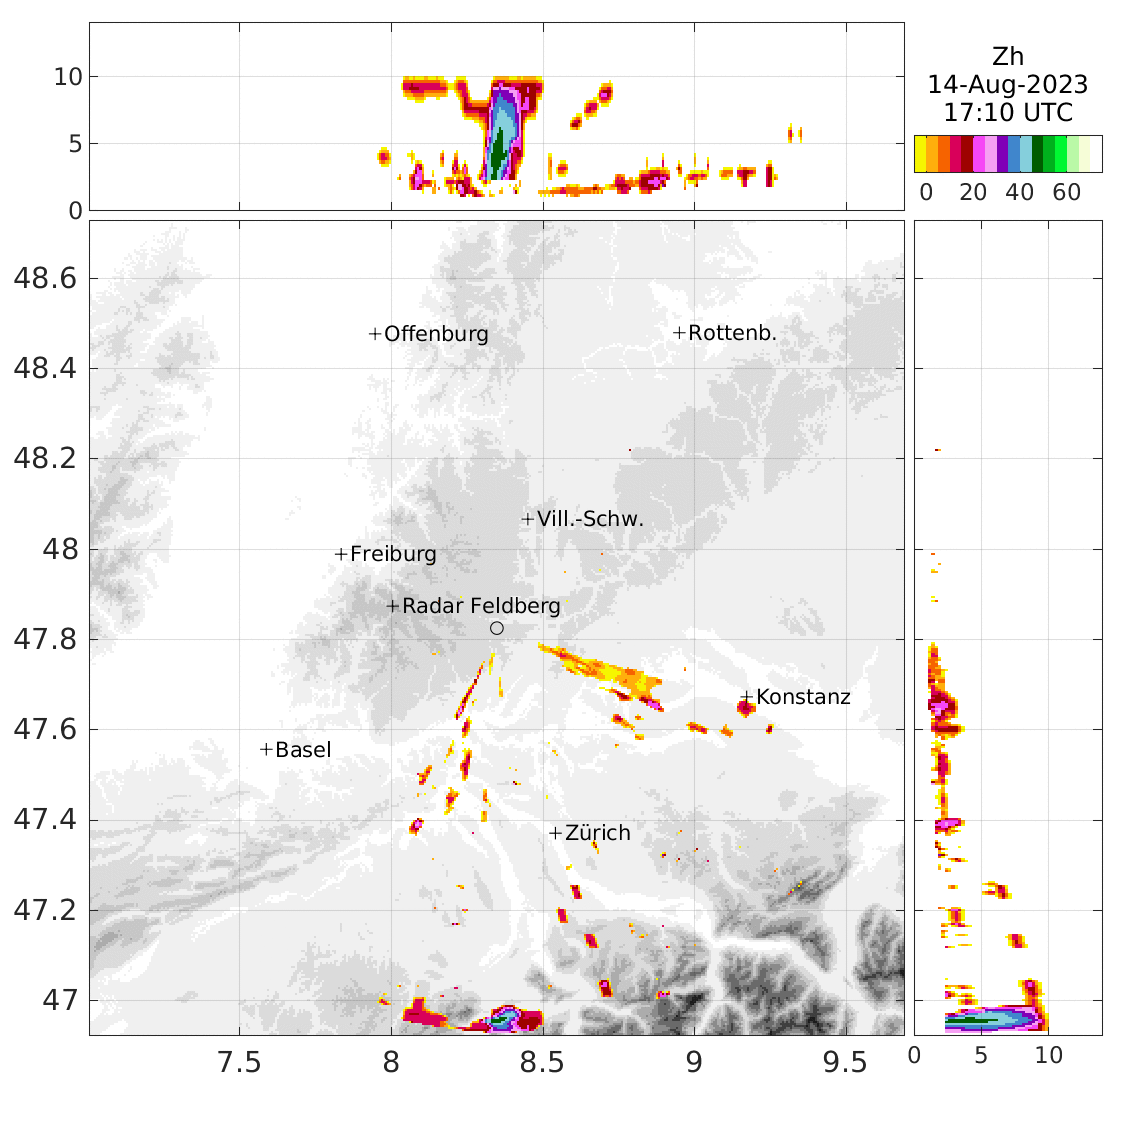 Zh
14-Aug-2023
17:10 UTC
0 20 40 60
10
5
0
48.6
48.4
48.2
48
47.8
47.6
47.4
47.2
47
Offenburg
Rottenb.
Vill.-Schw.
Freiburg
Radar Feldberg
Konstanz
Basel
Zürich
7.5 8 8.5 9 9.5
0 5 10